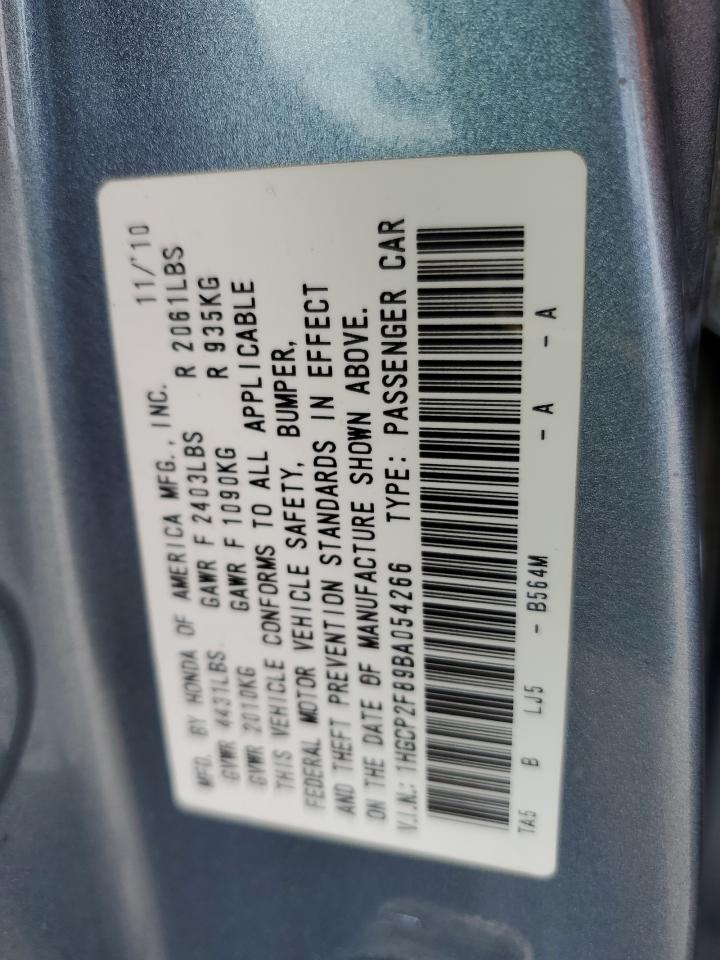 MFD. BY HONDA OF AMERICA MFG., INC. 11/'10
GVWR 4431LBS GAWR F 2403LBS R 2061LBS
GVWR 2010KG GAWR F 1090KG R 935KG
THIS VEHICLE CONFORMS TO ALL APPLICABLE
FEDERAL MOTOR VEHICLE SAFETY, BUMPER,
AND THEFT PREVENTION STANDARDS IN EFFECT
ON THE DATE OF MANUFACTURE SHOWN ABOVE.
V.I.N.: 1HGCP2F89BA054266 TYPE: PASSENGER CAR
TA5 B LJ5 - B564M - A - A